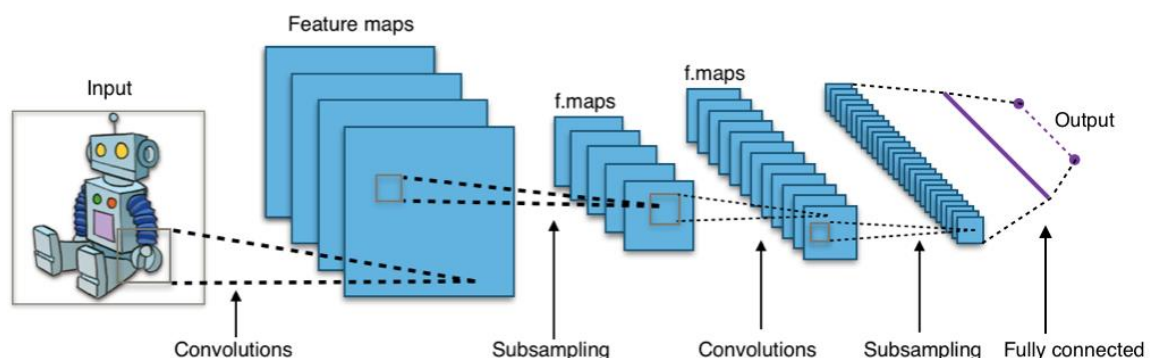 Feature maps
Input
f.maps
f.maps
Output
Convolutions
Subsampling
Convolutions
Subsampling
Fully connected